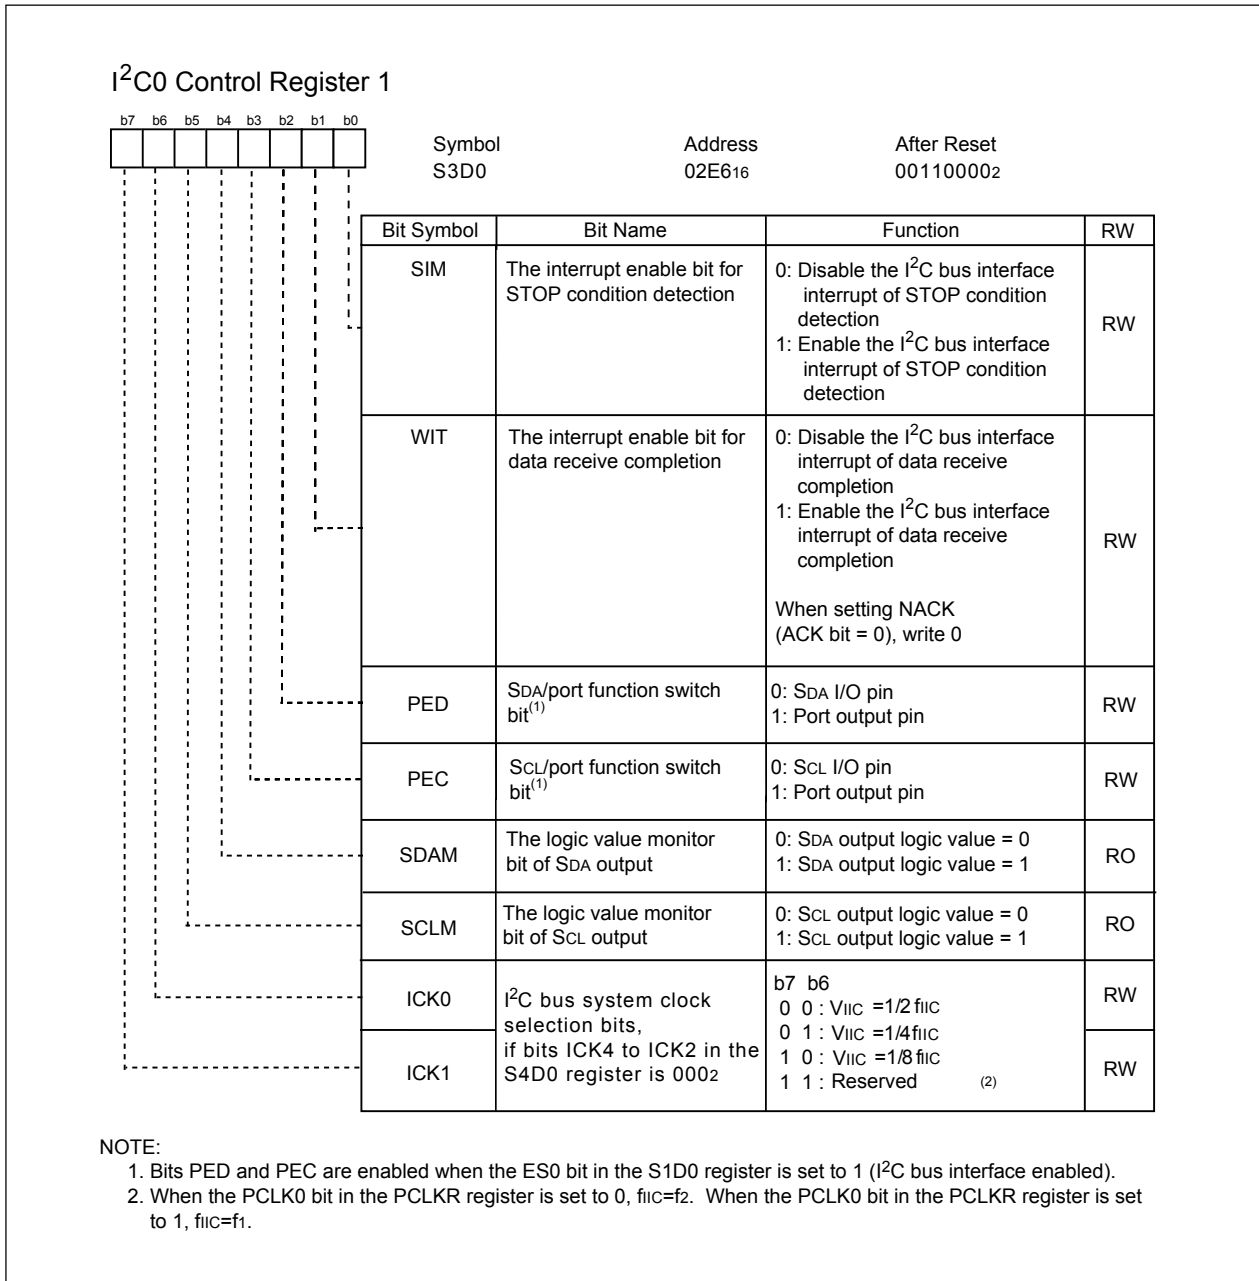 I2C0 Control Register 1
b7 b6 b5 b4 b3 b2 b1 b0
Symbol Address After Reset
S3D0 02E616 001100002
Bit Symbol Bit Name Function RW
SIM
The interrupt enable bit for
STOP condition detection
0: Disable the I2C bus interface
interrupt of STOP condition
detection
1: Enable the I2C bus interface
interrupt of STOP condition
detection
RW
WIT
The interrupt enable bit for
data receive completion
0: Disable the I2C bus interface
interrupt of data receive
completion
1: Enable the I2C bus interface
interrupt of data receive
completion
When setting NACK
(ACK bit = 0), write 0
RW
PED
SDA/port function switch
bit(1)
0: SDA I/O pin
1: Port output pin
RW
PEC
SCL/port function switch
bit(1)
0: SCL I/O pin
1: Port output pin
RW
SDAM
The logic value monitor
bit of SDA output
0: SDA output logic value = 0
1: SDA output logic value = 1
RO
SCLM
The logic value monitor
bit of SCL output
0: SCL output logic value = 0
1: SCL output logic value = 1
RO
ICK0
ICK1
I2C bus system clock
selection bits,
if bits ICK4 to ICK2 in the
S4D0 register is 0002
b7 b6
0 0 : VIIC =1/2 fIIC
0 1 : VIIC =1/4fIIC
1 0 : VIIC =1/8 fIIC
1 1 : Reserved (2)
RW
RW
NOTE:
1. Bits PED and PEC are enabled when the ES0 bit in the S1D0 register is set to 1 (I2C bus interface enabled).
2. When the PCLK0 bit in the PCLKR register is set to 0, fIIC=f2. When the PCLK0 bit in the PCLKR register is set
to 1, fIIC=f1.